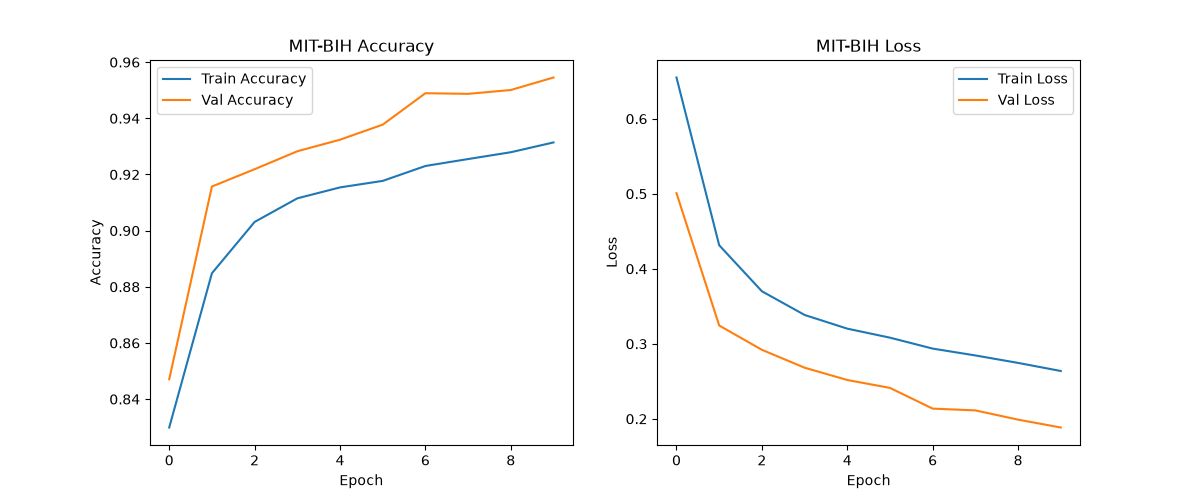 MIT-BIH Accuracy
Train Accuracy
Val Accuracy
Accuracy
0.96
0.94
0.92
0.90
0.88
0.86
0.84
0 2 4 6 8
Epoch
MIT-BIH Loss
Train Loss
Val Loss
Loss
0.6
0.5
0.4
0.3
0.2
0 2 4 6 8
Epoch